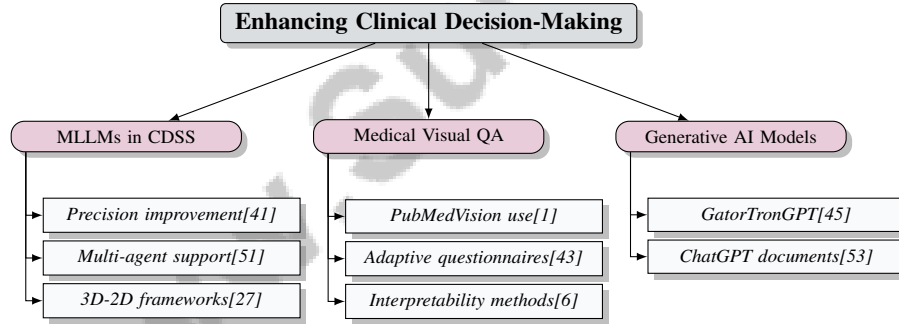 Enhancing Clinical Decision-Making
MLLMs in CDSS
Medical Visual QA
Generative AI Models
Precision improvement[41]
Multi-agent support[51]
3D-2D frameworks[27]
PubMedVision use[1]
Adaptive questionnaires[43]
Interpretability methods[6]
GatorTronGPT[45]
ChatGPT documents[53]